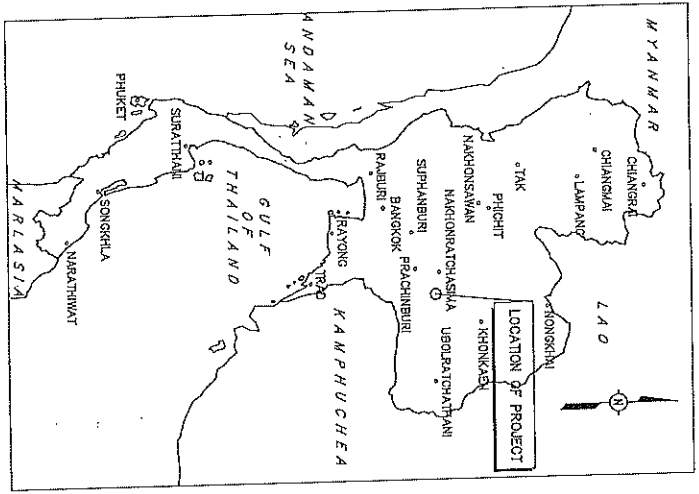 MYANMAR
CHIANGRAI
CHIANGMAI
LAMPANG
LAO
N
NONGKHAI
TAK
PHICHIT
NAKHONSAWAN
KHONKAEN
LOCATION OF PROJECT
NAKHONRATCHASIMA
UBOLRATCHATHANI
SUPHANBURI
PRACHINBURI
BANGKOK
RAJBURI
ANDAMAN
SEA
RAYONG
TRAD
KAMPHUCHEA
GULF
OF
THAILAND
SURATTHANI
PHUKET
SONGKHLA
NARATHIWAT
MARLASIA